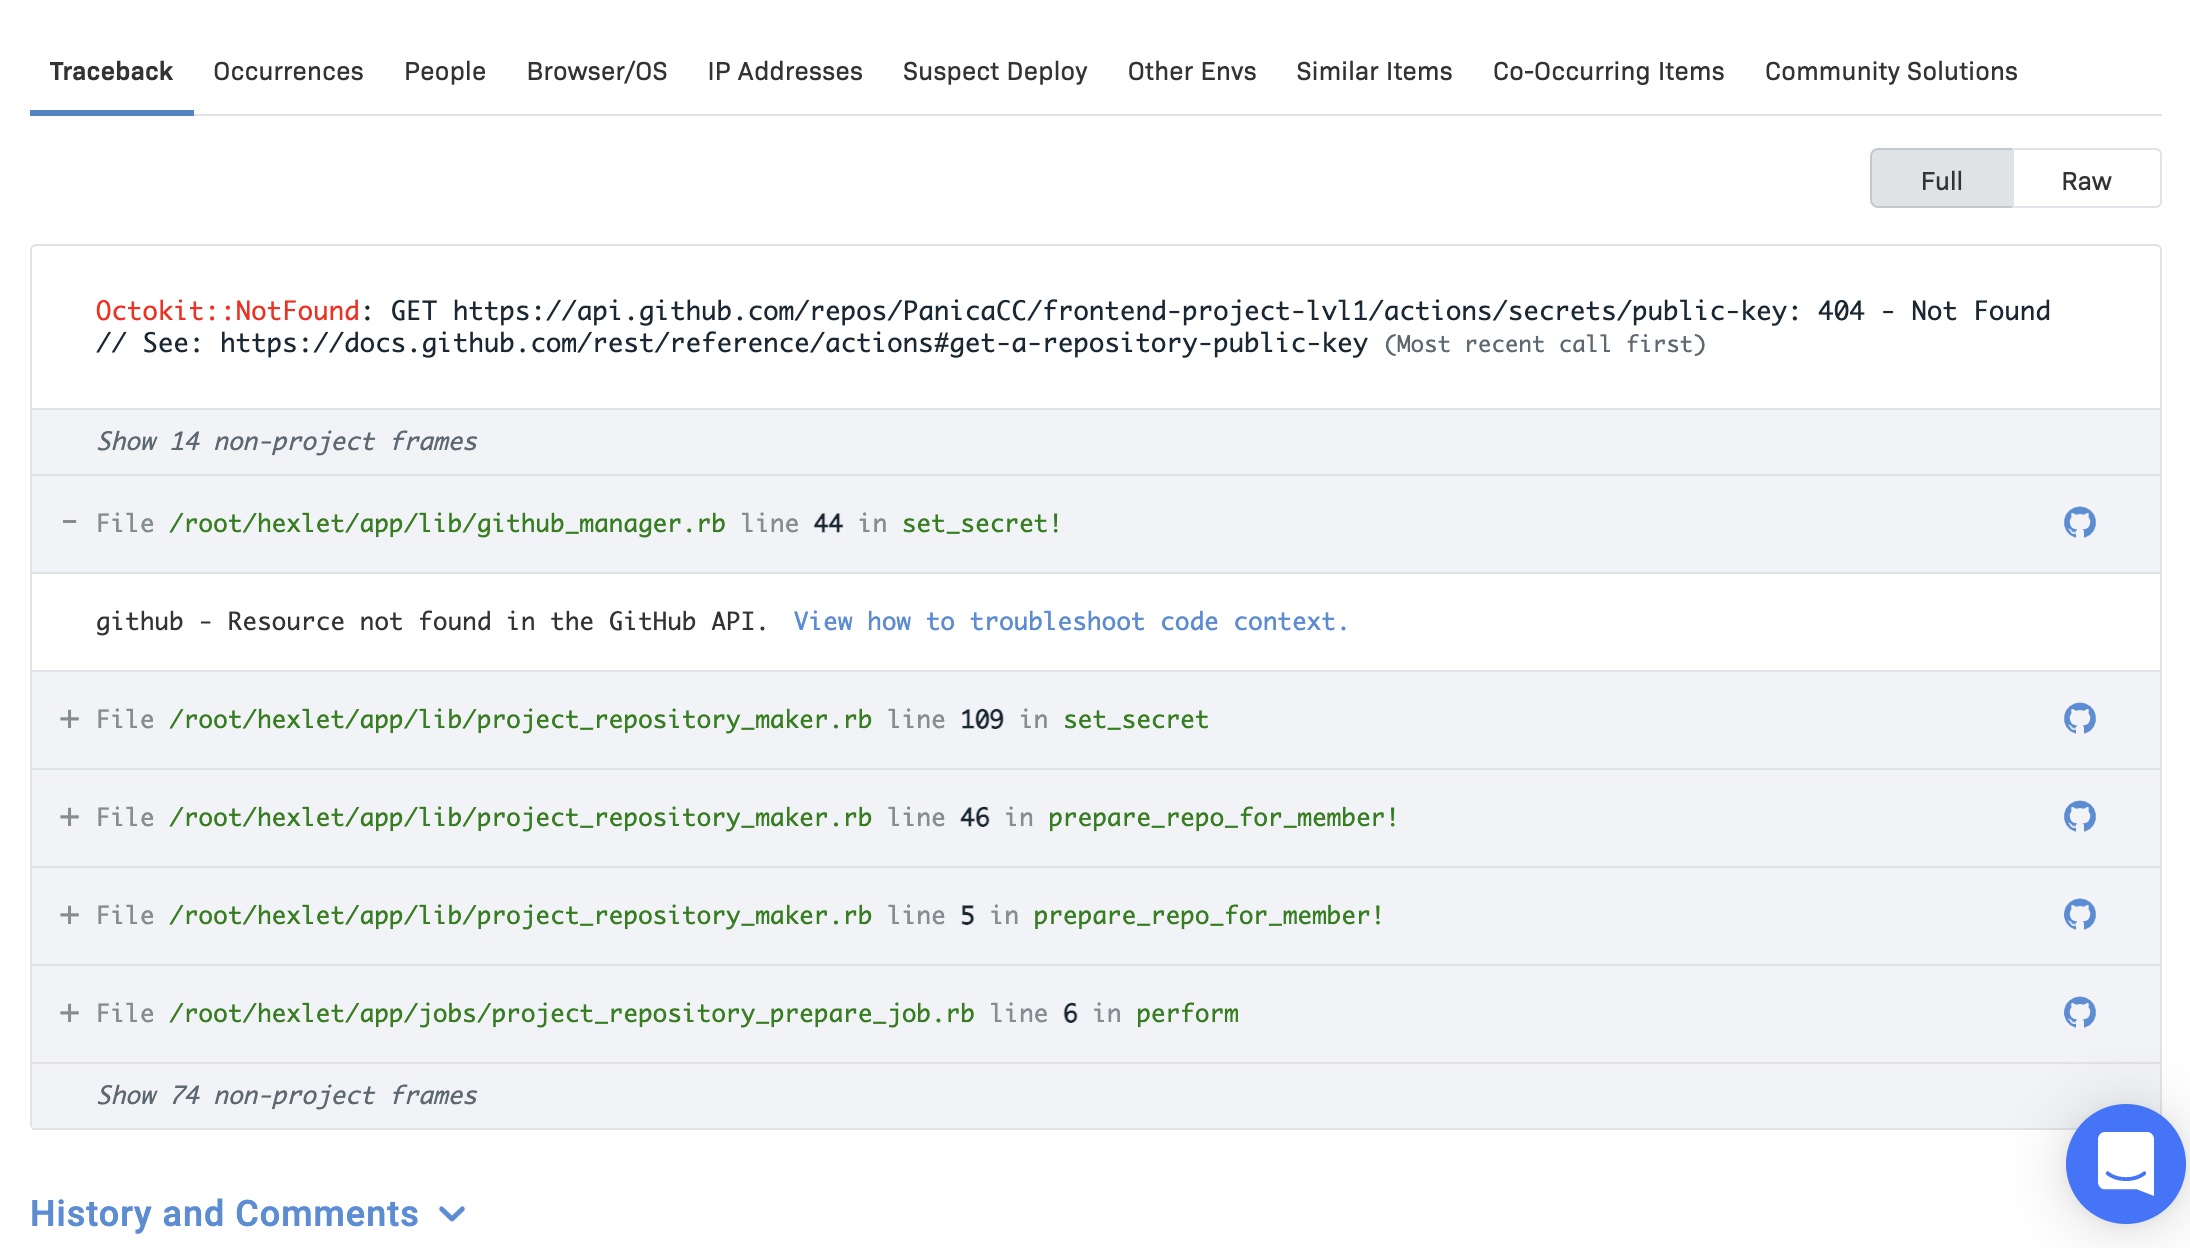 Traceback Occurrences People Browser/OS IP Addresses Suspect Deploy Other Envs Similar Items Co-Occurring Items Community Solutions
Full Raw
Octokit::NotFound: GET https://api.github.com/repos/PanicaCC/frontend-project-lvl1/actions/secrets/public-key: 404 - Not Found
// See: https://docs.github.com/rest/reference/actions#get-a-repository-public-key (Most recent call first)
Show 14 non-project frames
− File /root/hexlet/app/lib/github_manager.rb line 44 in set_secret!
github - Resource not found in the GitHub API. View how to troubleshoot code context.
+ File /root/hexlet/app/lib/project_repository_maker.rb line 109 in set_secret
+ File /root/hexlet/app/lib/project_repository_maker.rb line 46 in prepare_repo_for_member!
+ File /root/hexlet/app/lib/project_repository_maker.rb line 5 in prepare_repo_for_member!
+ File /root/hexlet/app/jobs/project_repository_prepare_job.rb line 6 in perform
Show 74 non-project frames
History and Comments